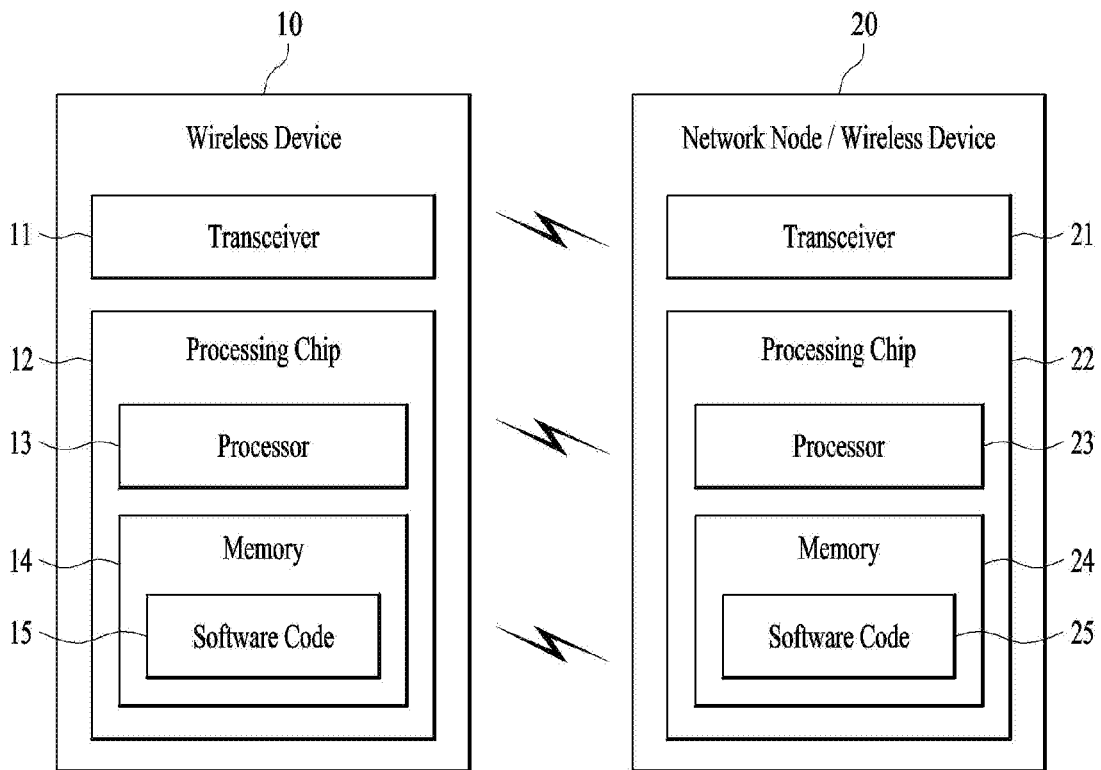 10
20
Wireless Device
Network Node / Wireless Device
11
Transceiver
Transceiver
21
12
Processing Chip
Processing Chip
22
13
Processor
Processor
23
14
Memory
Memory
24
15
Software Code
Software Code
25